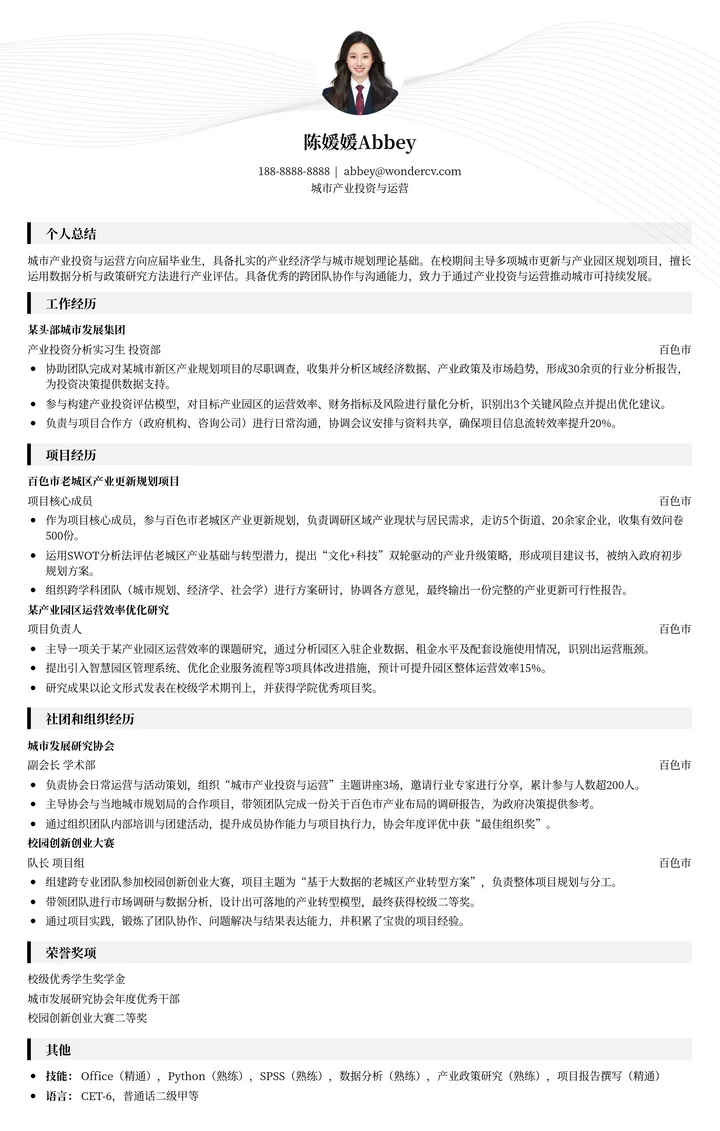 陈媛媛Abbey
188-8888-8888 | abbey@wondercv.com
城市产业投资与运营
个人总结
城市产业投资与运营方向应届毕业生，具备扎实的产业经济学与城市规划理论基础。在校期间主导多项城市更新与产业园区规划项目，擅长
运用数据分析与政策研究方法进行产业评估。具备优秀的跨团队协作与沟通能力，致力于通过产业投资与运营推动城市可持续发展。
工作经历
某头部城市发展集团
产业投资分析实习生 投资部 百色市
• 协助团队完成对某城市新区产业规划项目的尽职调查，收集并分析区域经济数据、产业政策及市场趋势，形成30余页的行业分析报告，
为投资决策提供数据支持。
• 参与构建产业投资评估模型，对目标产业园区的运营效率、财务指标及风险进行量化分析，识别出3个关键风险点并提出优化建议。
• 负责与项目合作方（政府机构、咨询公司）进行日常沟通，协调会议安排与资料共享，确保项目信息流转效率提升20%。
项目经历
百色市老城区产业更新规划项目
项目核心成员 百色市
• 作为项目核心成员，参与百色市老城区产业更新规划，负责调研区域产业现状与居民需求，走访5个街道、20余家企业，收集有效问卷
500份。
• 运用SWOT分析法评估老城区产业基础与转型潜力，提出“文化+科技”双轮驱动的产业升级策略，形成项目建议书，被纳入政府初步
规划方案。
• 组织跨学科团队（城市规划、经济学、社会学）进行方案研讨，协调各方意见，最终输出一份完整的产业更新可行性报告。
某产业园区运营效率优化研究
项目负责人 百色市
• 主导一项关于某产业园区运营效率的课题研究，通过分析园区入驻企业数据、租金水平及配套设施使用情况，识别出运营瓶颈。
• 提出引入智慧园区管理系统、优化企业服务流程等3项具体改进措施，预计可提升园区整体运营效率15%。
• 研究成果以论文形式发表在校级学术期刊上，并获得学院优秀项目奖。
社团和组织经历
城市发展研究协会
副会长 学术部 百色市
• 负责协会日常运营与活动策划，组织“城市产业投资与运营”主题讲座3场，邀请行业专家进行分享，累计参与人数超200人。
• 主导协会与当地城市规划局的合作项目，带领团队完成一份关于百色市产业布局的调研报告，为政府决策提供参考。
• 通过组织团队内部培训与团建活动，提升成员协作能力与项目执行力，协会年度评优中获“最佳组织奖”。
校园创新创业大赛
队长 项目组 百色市
• 组建跨专业团队参加校园创新创业大赛，项目主题为“基于大数据的老城区产业转型方案”，负责整体项目规划与分工。
• 带领团队进行市场调研与数据分析，设计出可落地的产业转型模型，最终获得校级二等奖。
• 通过项目实践，锻炼了团队协作、问题解决与结果表达能力，并积累了宝贵的项目经验。
荣誉奖项
校级优秀学生奖学金
城市发展研究协会年度优秀干部
校园创新创业大赛二等奖
其他
• 技能： Office（精通），Python（熟练），SPSS（熟练），数据分析（熟练），产业政策研究（熟练），项目报告撰写（精通）
• 语言： CET-6，普通话二级甲等